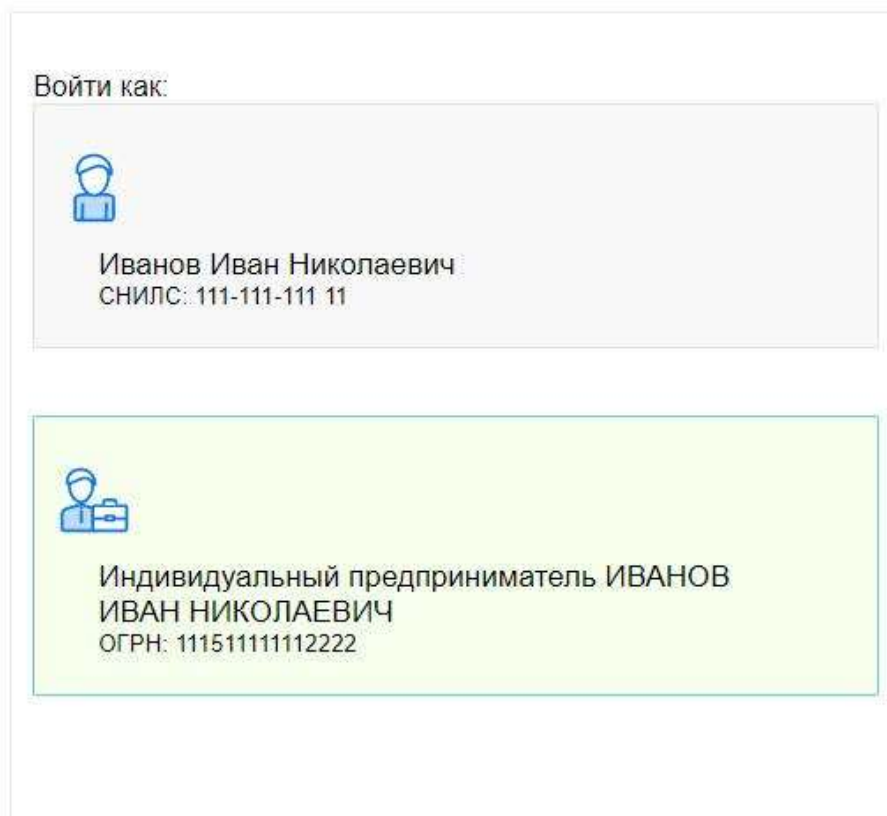 Войти как:
Иванов Иван Николаевич
СНИЛС: 111-111-111 11
Индивидуальный предприниматель ИВАНОВ
ИВАН НИКОЛАЕВИЧ
ОГРН: 111511111112222